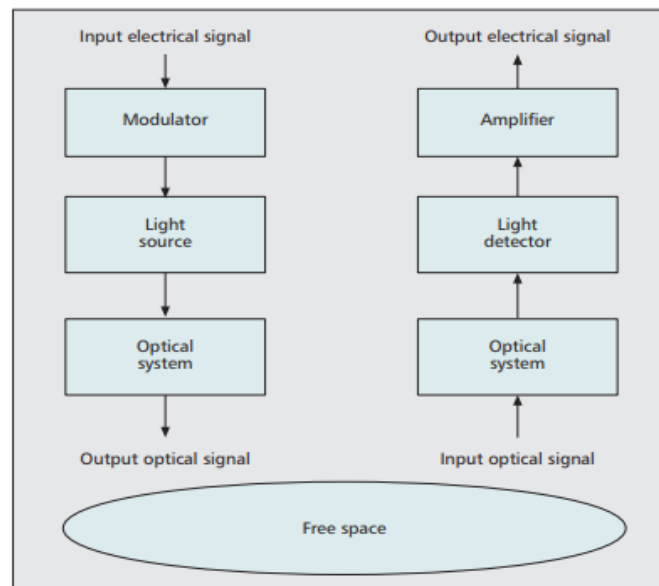 Input electrical signal
Modulator
Light
source
Optical
system
Output optical signal
Output electrical signal
Amplifier
Light
detector
Optical
system
Input optical signal
Free space